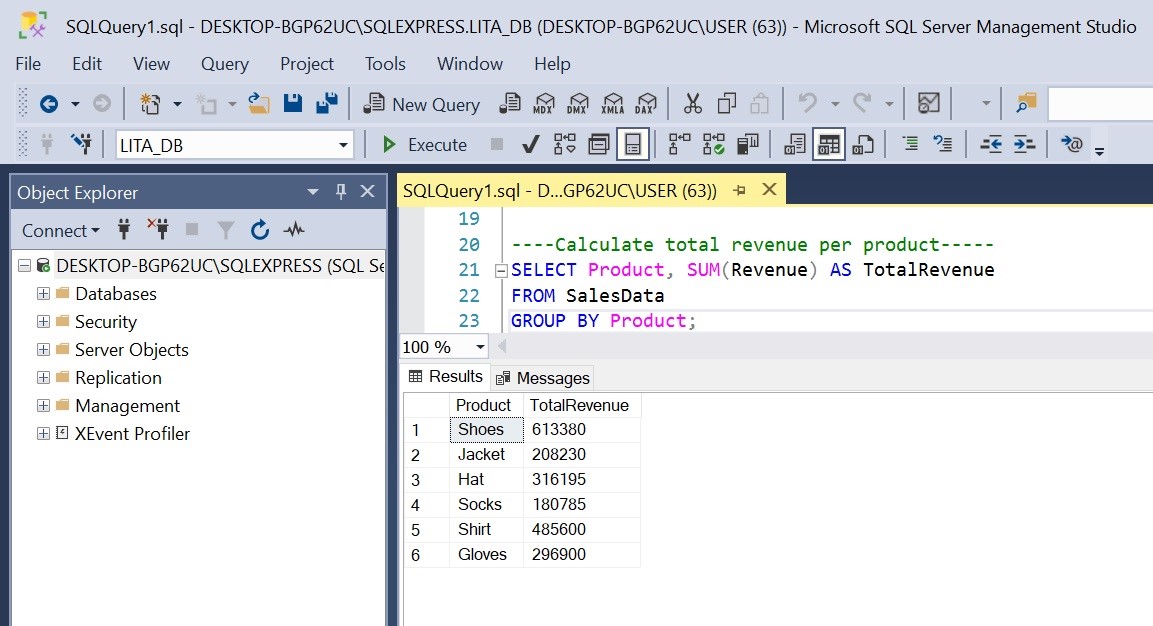 SQLQuery1.sql - DESKTOP-BGP62UC\SQLEXPRESS.LITA_DB (DESKTOP-BGP62UC\USER (63)) - Microsoft SQL Server Management Studio
File Edit View Query Project Tools Window Help
New Query MDX DMX XMLA DAX
LITA_DB Execute
Object Explorer
Connect
DESKTOP-BGP62UC\SQLEXPRESS (SQL Se
Databases
Security
Server Objects
Replication
Management
XEvent Profiler
SQLQuery1.sql - D...GP62UC\USER (63))
19
20 ----Calculate total revenue per product-----
21 SELECT Product, SUM(Revenue) AS TotalRevenue
22 FROM SalesData
23 GROUP BY Product;
100 %
Results Messages
Product TotalRevenue
1 Shoes 613380
2 Jacket 208230
3 Hat 316195
4 Socks 180785
5 Shirt 485600
6 Gloves 296900